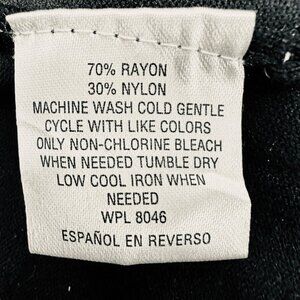 70% RAYON
30% NYLON
MACHINE WASH COLD GENTLE
CYCLE WITH LIKE COLORS
ONLY NON-CHLORINE BLEACH
WHEN NEEDED TUMBLE DRY
LOW COOL IRON WHEN
NEEDED
WPL 8046
ESPAÑOL EN REVERSO